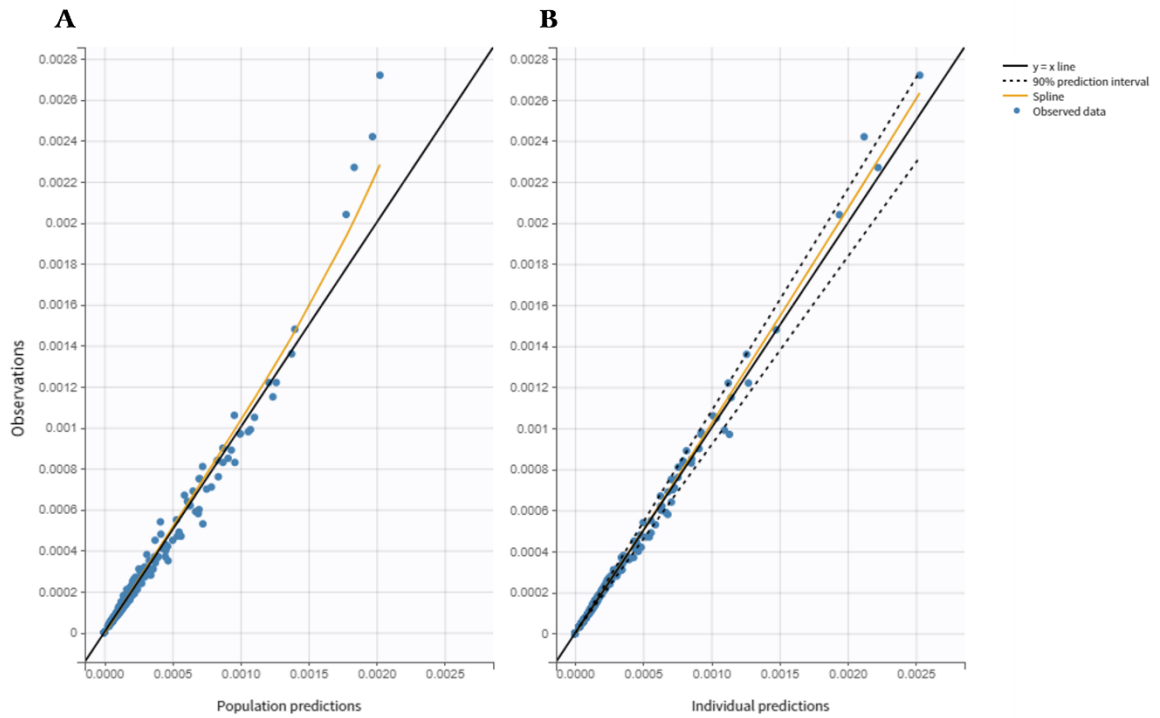 A
B
0.0028
0.0026
0.0024
0.0022
0.002
0.0018
0.0016
0.0014
0.0012
0.001
0.0008
0.0006
0.0004
0.0002
0
Observations
0.0000 0.0005 0.0010 0.0015 0.0020 0.0025
Population predictions
0.0028
0.0026
0.0024
0.0022
0.002
0.0018
0.0016
0.0014
0.0012
0.001
0.0008
0.0006
0.0004
0.0002
0
0.0000 0.0005 0.0010 0.0015 0.0020 0.0025
Individual predictions
y = x line
90% prediction interval
Spline
Observed data